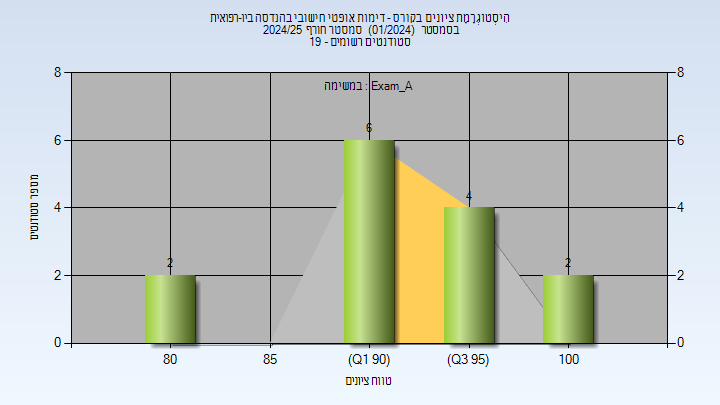 היסטוגרמת ציונים בקורס - דימות אופטי חישובי בהנדסה ביו-רפואית
בסמסטר (01/2024) סמסטר חורף 2024/25
סטודנטים רשומים - 19
במשימה : Exam_A
8 8
6 6
4 4
2 2
0 0
2
6
4
2
80 85 (Q1 90) (Q3 95) 100
מספר סטודנטים
טווח ציונים